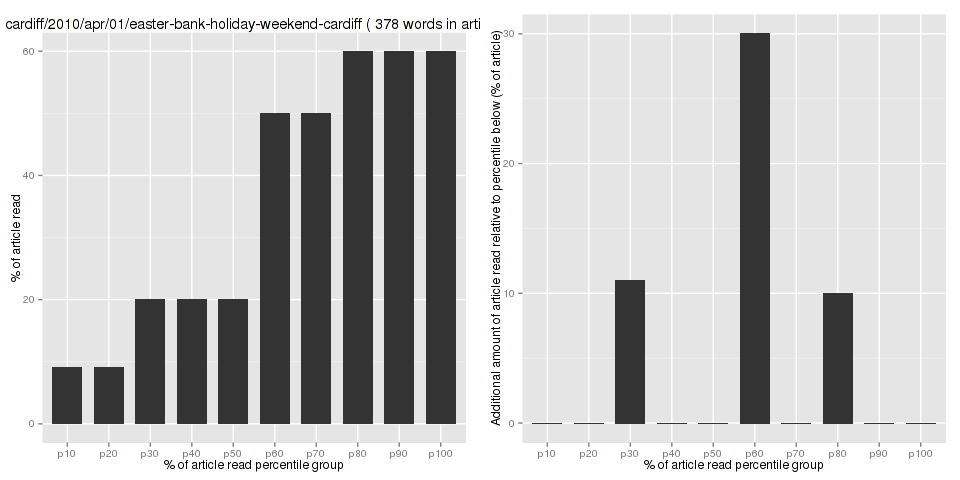 cardiff/2010/apr/01/easter-bank-holiday-weekend-cardiff ( 378 words in arti
% of article read
60
40
20
0
p10 p20 p30 p40 p50 p60 p70 p80 p90 p100
% of article read percentile group
Additional amount of article read relative to percentile below (% of article)
30
20
10
0
p10 p20 p30 p40 p50 p60 p70 p80 p90 p100
% of article read percentile group